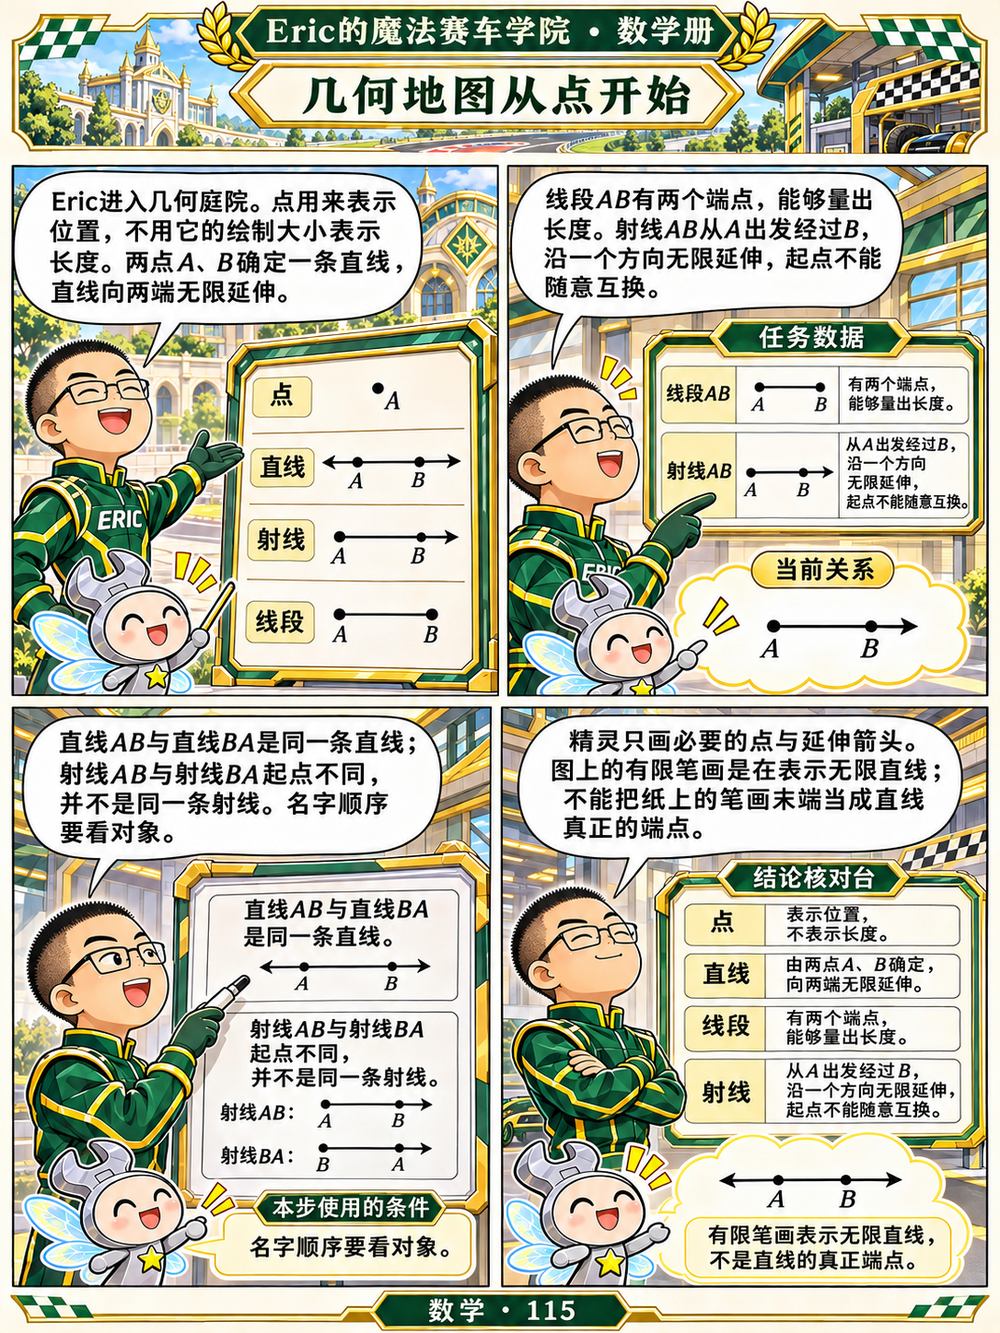 Eric的魔法赛车学院 · 数学册
几何地图从点开始
Eric进入几何庭院。点用来表示
位置，不用它的绘制大小表示
长度。两点A、B确定一条直线，
直线向两端无限延伸。
点
A
直线
A B
射线
A B
线段
A B
ERIC
线段AB有两个端点，能够量出
长度。射线AB从A出发经过B，
沿一个方向无限延伸，起点不能
随意互换。
任务数据
线段AB
A B
有两个端点，
能够量出长度。
射线AB
A B
从A出发经过B，
沿一个方向
无限延伸，
起点不能随意互换。
ERIC
当前关系
A B
直线AB与直线BA是同一条直线；
射线AB与射线BA起点不同，
并不是同一条射线。名字顺序
要看对象。
直线AB与直线BA
是同一条直线。
A B
射线AB与射线BA
起点不同，
并不是同一条射线。
射线AB：
A B
射线BA：
B A
本步使用的条件
名字顺序要看对象。
精灵只画必要的点与延伸箭头。
图上的有限笔画是在表示无限直线；
不能把纸上的笔画末端当成直线
真正的端点。
结论核对台
点
表示位置，
不表示长度。
直线
由两点A、B确定，
向两端无限延伸。
线段
有两个端点，
能够量出长度。
射线
从A出发经过B，
沿一个方向无限延伸，
起点不能随意互换。
A B
有限笔画表示无限直线，
不是直线的真正端点。
数学 · 115